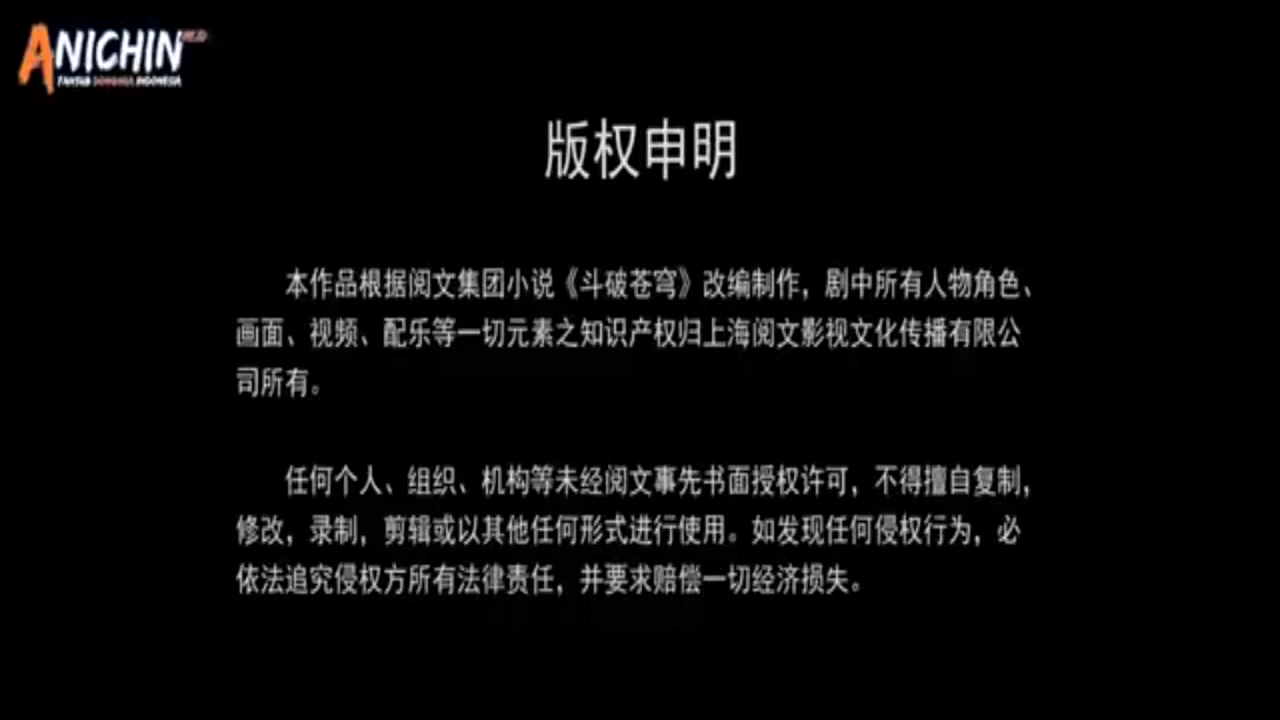 ANICHIN
版权申明
本作品根据阅文集团小说《斗破苍穹》改编制作，剧中所有人物角色、
画面、视频、配乐等一切元素之知识产权归上海阅文影视文化传播有限公
司所有。
任何个人、组织、机构等未经阅文事先书面授权许可，不得擅自复制，
修改，录制，剪辑或以其他任何形式进行使用。如发现任何侵权行为，必
依法追究侵权方所有法律责任，并要求赔偿一切经济损失。